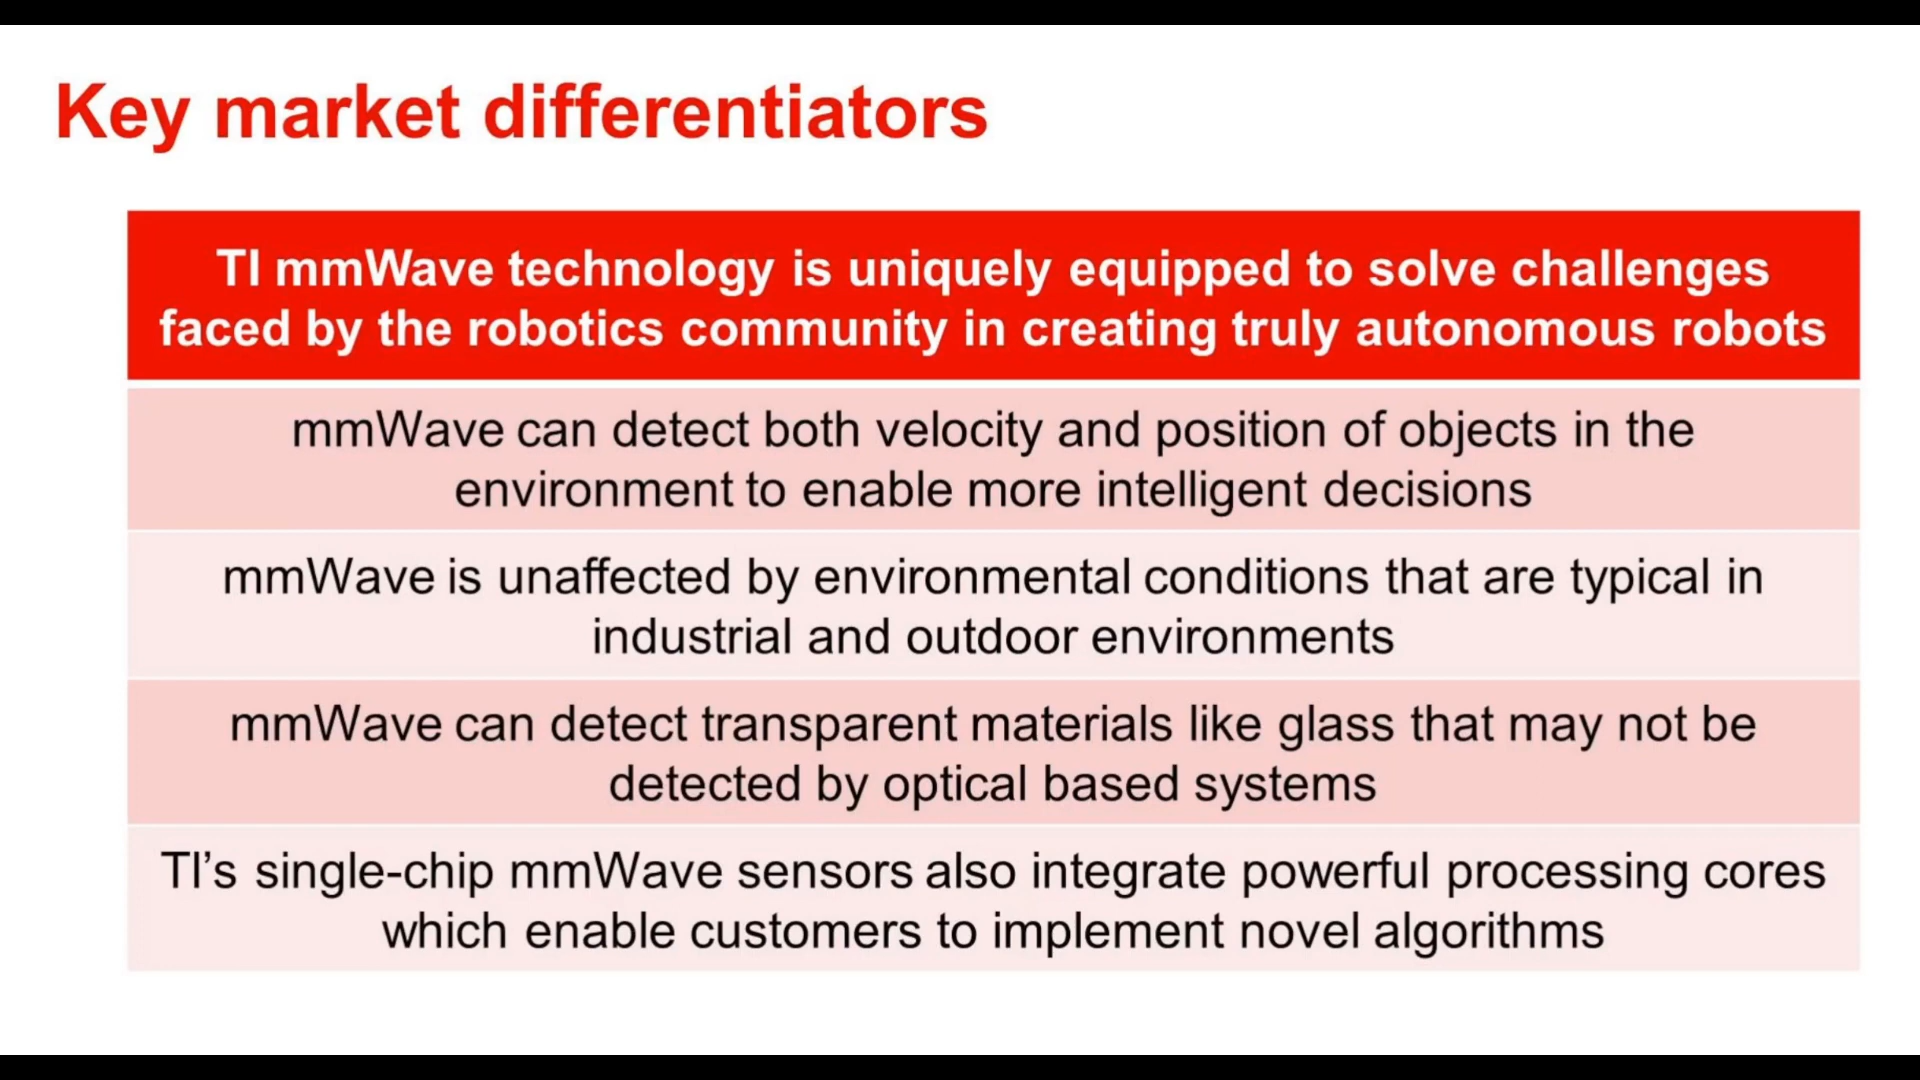 Key market differentiators
TI mmWave technology is uniquely equipped to solve challenges
faced by the robotics community in creating truly autonomous robots
mmWave can detect both velocity and position of objects in the
environment to enable more intelligent decisions
mmWave is unaffected by environmental conditions that are typical in
industrial and outdoor environments
mmWave can detect transparent materials like glass that may not be
detected by optical based systems
TI’s single-chip mmWave sensors also integrate powerful processing cores
which enable customers to implement novel algorithms